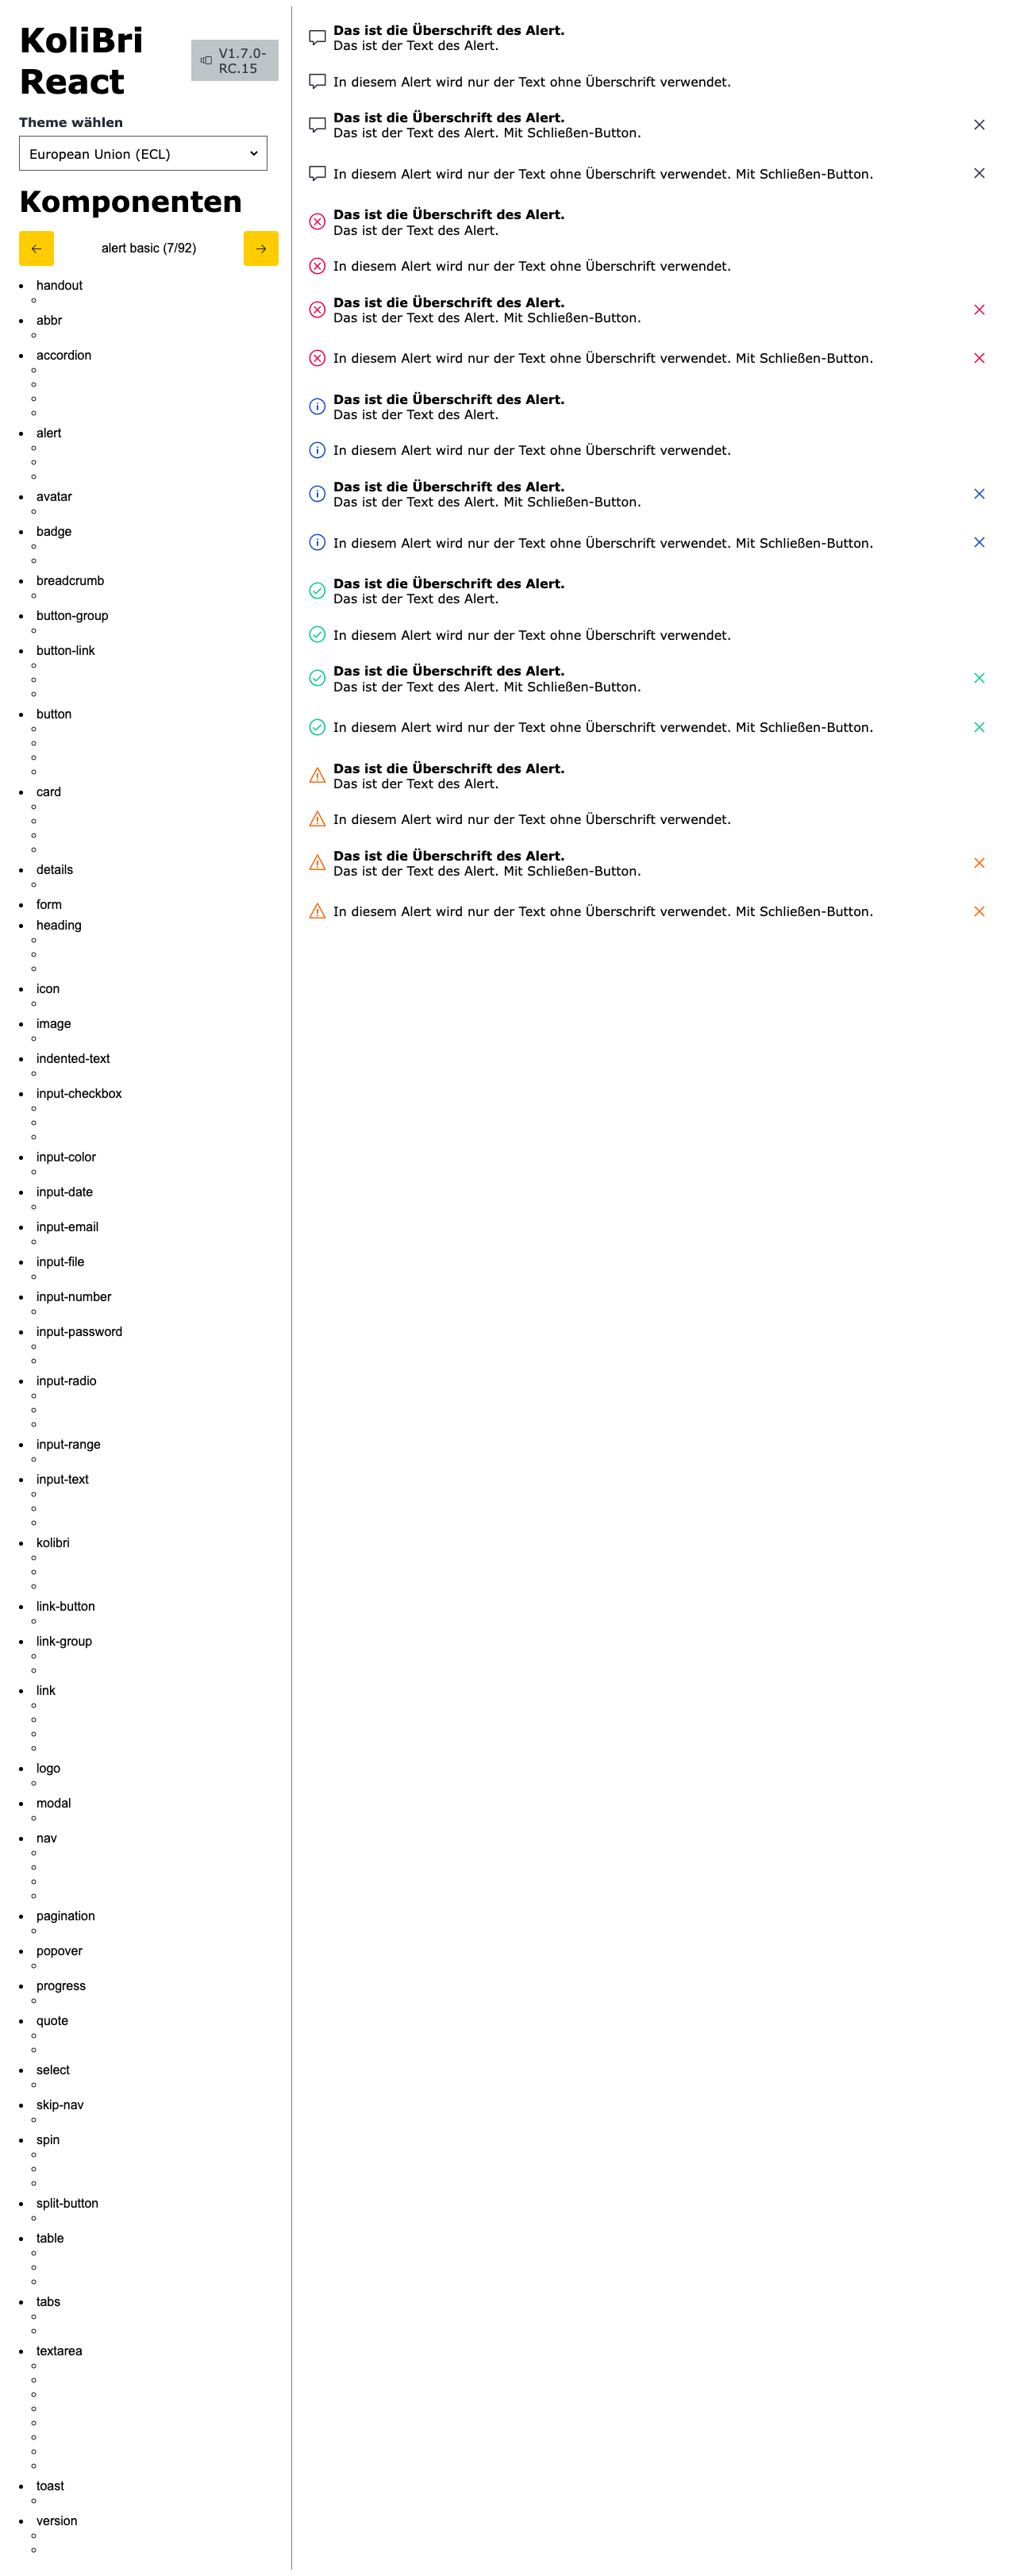 KoliBri
React
V1.7.0-
RC.15
Theme wählen
European Union (ECL)
Komponenten
alert basic (7/92)
handout
abbr
accordion
alert
avatar
badge
breadcrumb
button-group
button-link
button
card
details
form
heading
icon
image
indented-text
input-checkbox
input-color
input-date
input-email
input-file
input-number
input-password
input-radio
input-range
input-text
kolibri
link-button
link-group
link
logo
modal
nav
pagination
popover
progress
quote
select
skip-nav
spin
split-button
table
tabs
textarea
toast
version
Das ist die Überschrift des Alert.
Das ist der Text des Alert.
In diesem Alert wird nur der Text ohne Überschrift verwendet.
Das ist die Überschrift des Alert.
Das ist der Text des Alert. Mit Schließen-Button.
In diesem Alert wird nur der Text ohne Überschrift verwendet. Mit Schließen-Button.
Das ist die Überschrift des Alert.
Das ist der Text des Alert.
In diesem Alert wird nur der Text ohne Überschrift verwendet.
Das ist die Überschrift des Alert.
Das ist der Text des Alert. Mit Schließen-Button.
In diesem Alert wird nur der Text ohne Überschrift verwendet. Mit Schließen-Button.
Das ist die Überschrift des Alert.
Das ist der Text des Alert.
In diesem Alert wird nur der Text ohne Überschrift verwendet.
Das ist die Überschrift des Alert.
Das ist der Text des Alert. Mit Schließen-Button.
In diesem Alert wird nur der Text ohne Überschrift verwendet. Mit Schließen-Button.
Das ist die Überschrift des Alert.
Das ist der Text des Alert.
In diesem Alert wird nur der Text ohne Überschrift verwendet.
Das ist die Überschrift des Alert.
Das ist der Text des Alert. Mit Schließen-Button.
In diesem Alert wird nur der Text ohne Überschrift verwendet. Mit Schließen-Button.
Das ist die Überschrift des Alert.
Das ist der Text des Alert.
In diesem Alert wird nur der Text ohne Überschrift verwendet.
Das ist die Überschrift des Alert.
Das ist der Text des Alert. Mit Schließen-Button.
In diesem Alert wird nur der Text ohne Überschrift verwendet. Mit Schließen-Button.